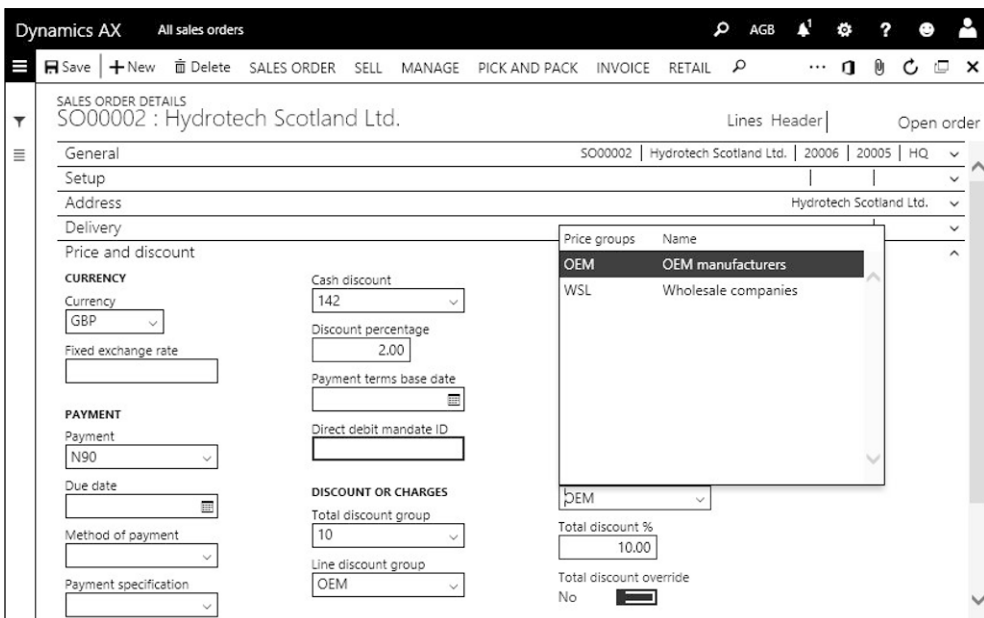 Dynamics AX All sales orders AGB 1 ?
Save + New Delete SALES ORDER SELL MANAGE PICK AND PACK INVOICE RETAIL ...
SALES ORDER DETAILS
SO00002 : Hydrotech Scotland Ltd.
Lines Header Open order
General SO00002 | Hydrotech Scotland Ltd. | 20006 | 20005 | HQ
Setup
Address Hydrotech Scotland Ltd.
Delivery
Price and discount
CURRENCY
Currency
GBP
Fixed exchange rate
PAYMENT
Payment
N90
Due date
Method of payment
Payment specification
Cash discount
142
Discount percentage
2.00
Payment terms base date
Direct debit mandate ID
DISCOUNT OR CHARGES
Total discount group
10
Line discount group
OEM
Price groups Name
OEM OEM manufacturers
WSL Wholesale companies
OEM
Total discount %
10.00
Total discount override
No